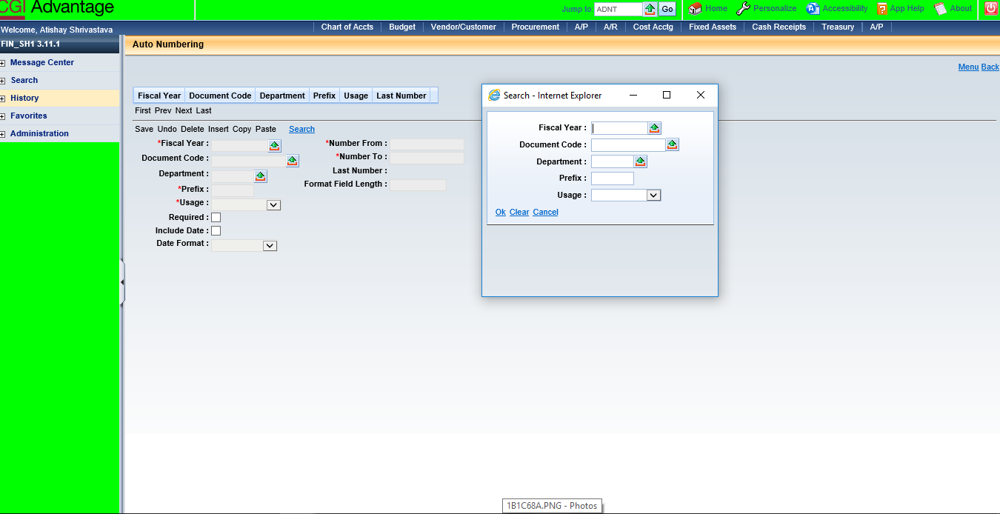 CGI Advantage
Jump to: ADNT Go Home Personalize Accessibility App Help About
Welcome, Atishay Shrivastava
Chart of Accts Budget Vendor/Customer Procurement A/P A/R Cost Acctg Fixed Assets Cash Receipts Treasury A/P
FIN_SH1 3.11.1
Message Center
Search
History
Favorites
Administration
Auto Numbering
Menu Back
Fiscal Year Document Code Department Prefix Usage Last Number
First Prev Next Last
Save Undo Delete Insert Copy Paste Search
*Fiscal Year :
Document Code :
Department :
*Prefix :
*Usage :
Required :
Include Date :
Date Format :
*Number From :
*Number To :
Last Number :
Format Field Length :
Search - Internet Explorer
Fiscal Year :
Document Code :
Department :
Prefix :
Usage :
Ok Clear Cancel
1B1C68A.PNG - Photos